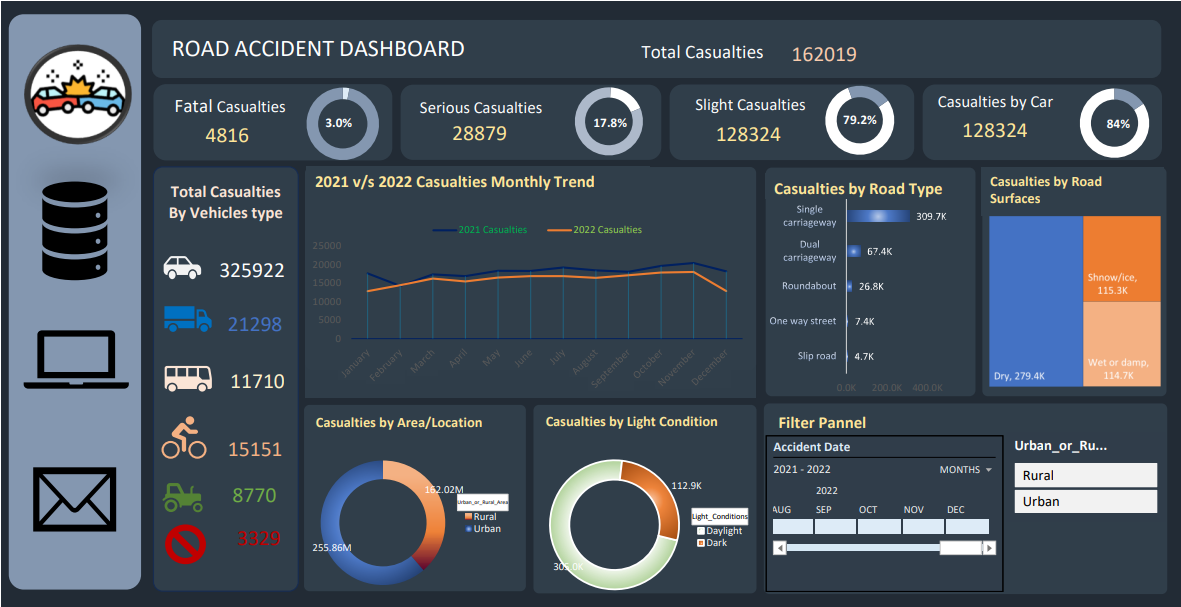 ROAD ACCIDENT DASHBOARD
Total Casualties 162019
Fatal Casualties
4816
3.0%
Serious Casualties
28879
17.8%
Slight Casualties
128324
79.2%
Casualties by Car
128324
84%
Total Casualties
By Vehicles type
325922
21298
11710
15151
8770
3329
2021 v/s 2022 Casualties Monthly Trend
2021 Casualties
2022 Casualties
25000
20000
15000
10000
5000
0
January
February
March
April
May
June
July
August
September
October
November
December
Casualties by Road Type
Single
carriageway
309.7K
Dual
carriageway
67.4K
Roundabout
26.8K
One way street
7.4K
Slip road
4.7K
0.0K 200.0K 400.0K
Casualties by Road
Surfaces
Dry, 279.4K
Shnow/ice,
115.3K
Wet or damp,
114.7K
Casualties by Area/Location
162.02M
255.86M
Urban_or_Rural_Area
Rural
Urban
Casualties by Light Condition
112.9K
305.0K
Light_Conditions
Daylight
Dark
Filter Pannel
Accident Date
2021 - 2022
MONTHS
2022
AUG SEP OCT NOV DEC
Urban_or_Ru...
Rural
Urban